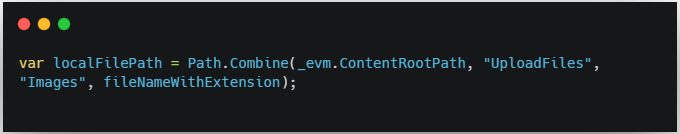 var localFilePath = Path.Combine(_evm.ContentRootPath, "UploadFiles",
"Images", fileNameWithExtension);